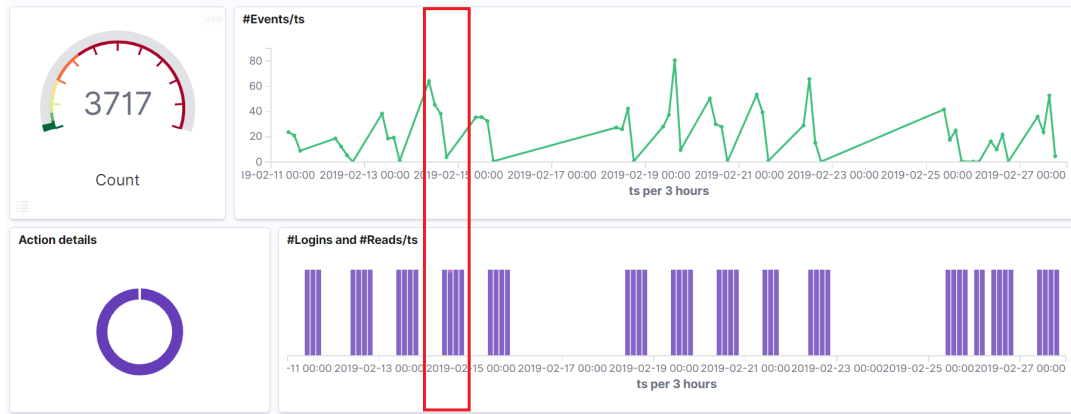 #Events/ts
80
60
3717
40
20
0
Count
19-02-11 00:00 2019-02-13 00:00 2019-02-15 00:00 2019-02-17 00:00 2019-02-19 00:00 2019-02-21 00:00 2019-02-23 00:00 2019-02-25 00:00 2019-02-27 00:00
ts per 3 hours
Action details
#Logins and #Reads/ts
-11 00:00 2019-02-13 00:00 2019-02-15 00:00 2019-02-17 00:00 2019-02-19 00:00 2019-02-21 00:00 2019-02-23 00:00 2019-02-25 00:00 2019-02-27 00:00
ts per 3 hours